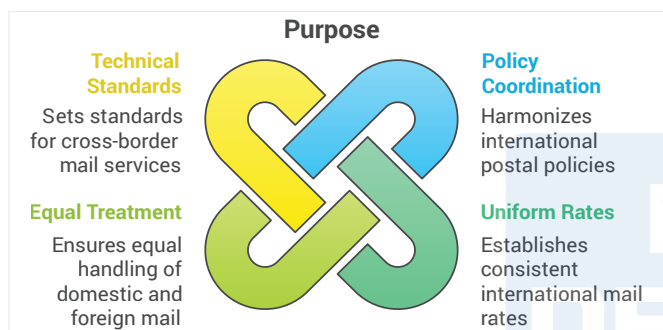 Purpose
Technical
Standards
Sets standards
for cross-border
mail services
Policy
Coordination
Harmonizes
international
postal policies
Equal Treatment
Ensures equal
handling of
domestic and
foreign mail
Uniform Rates
Establishes
consistent
international mail
rates